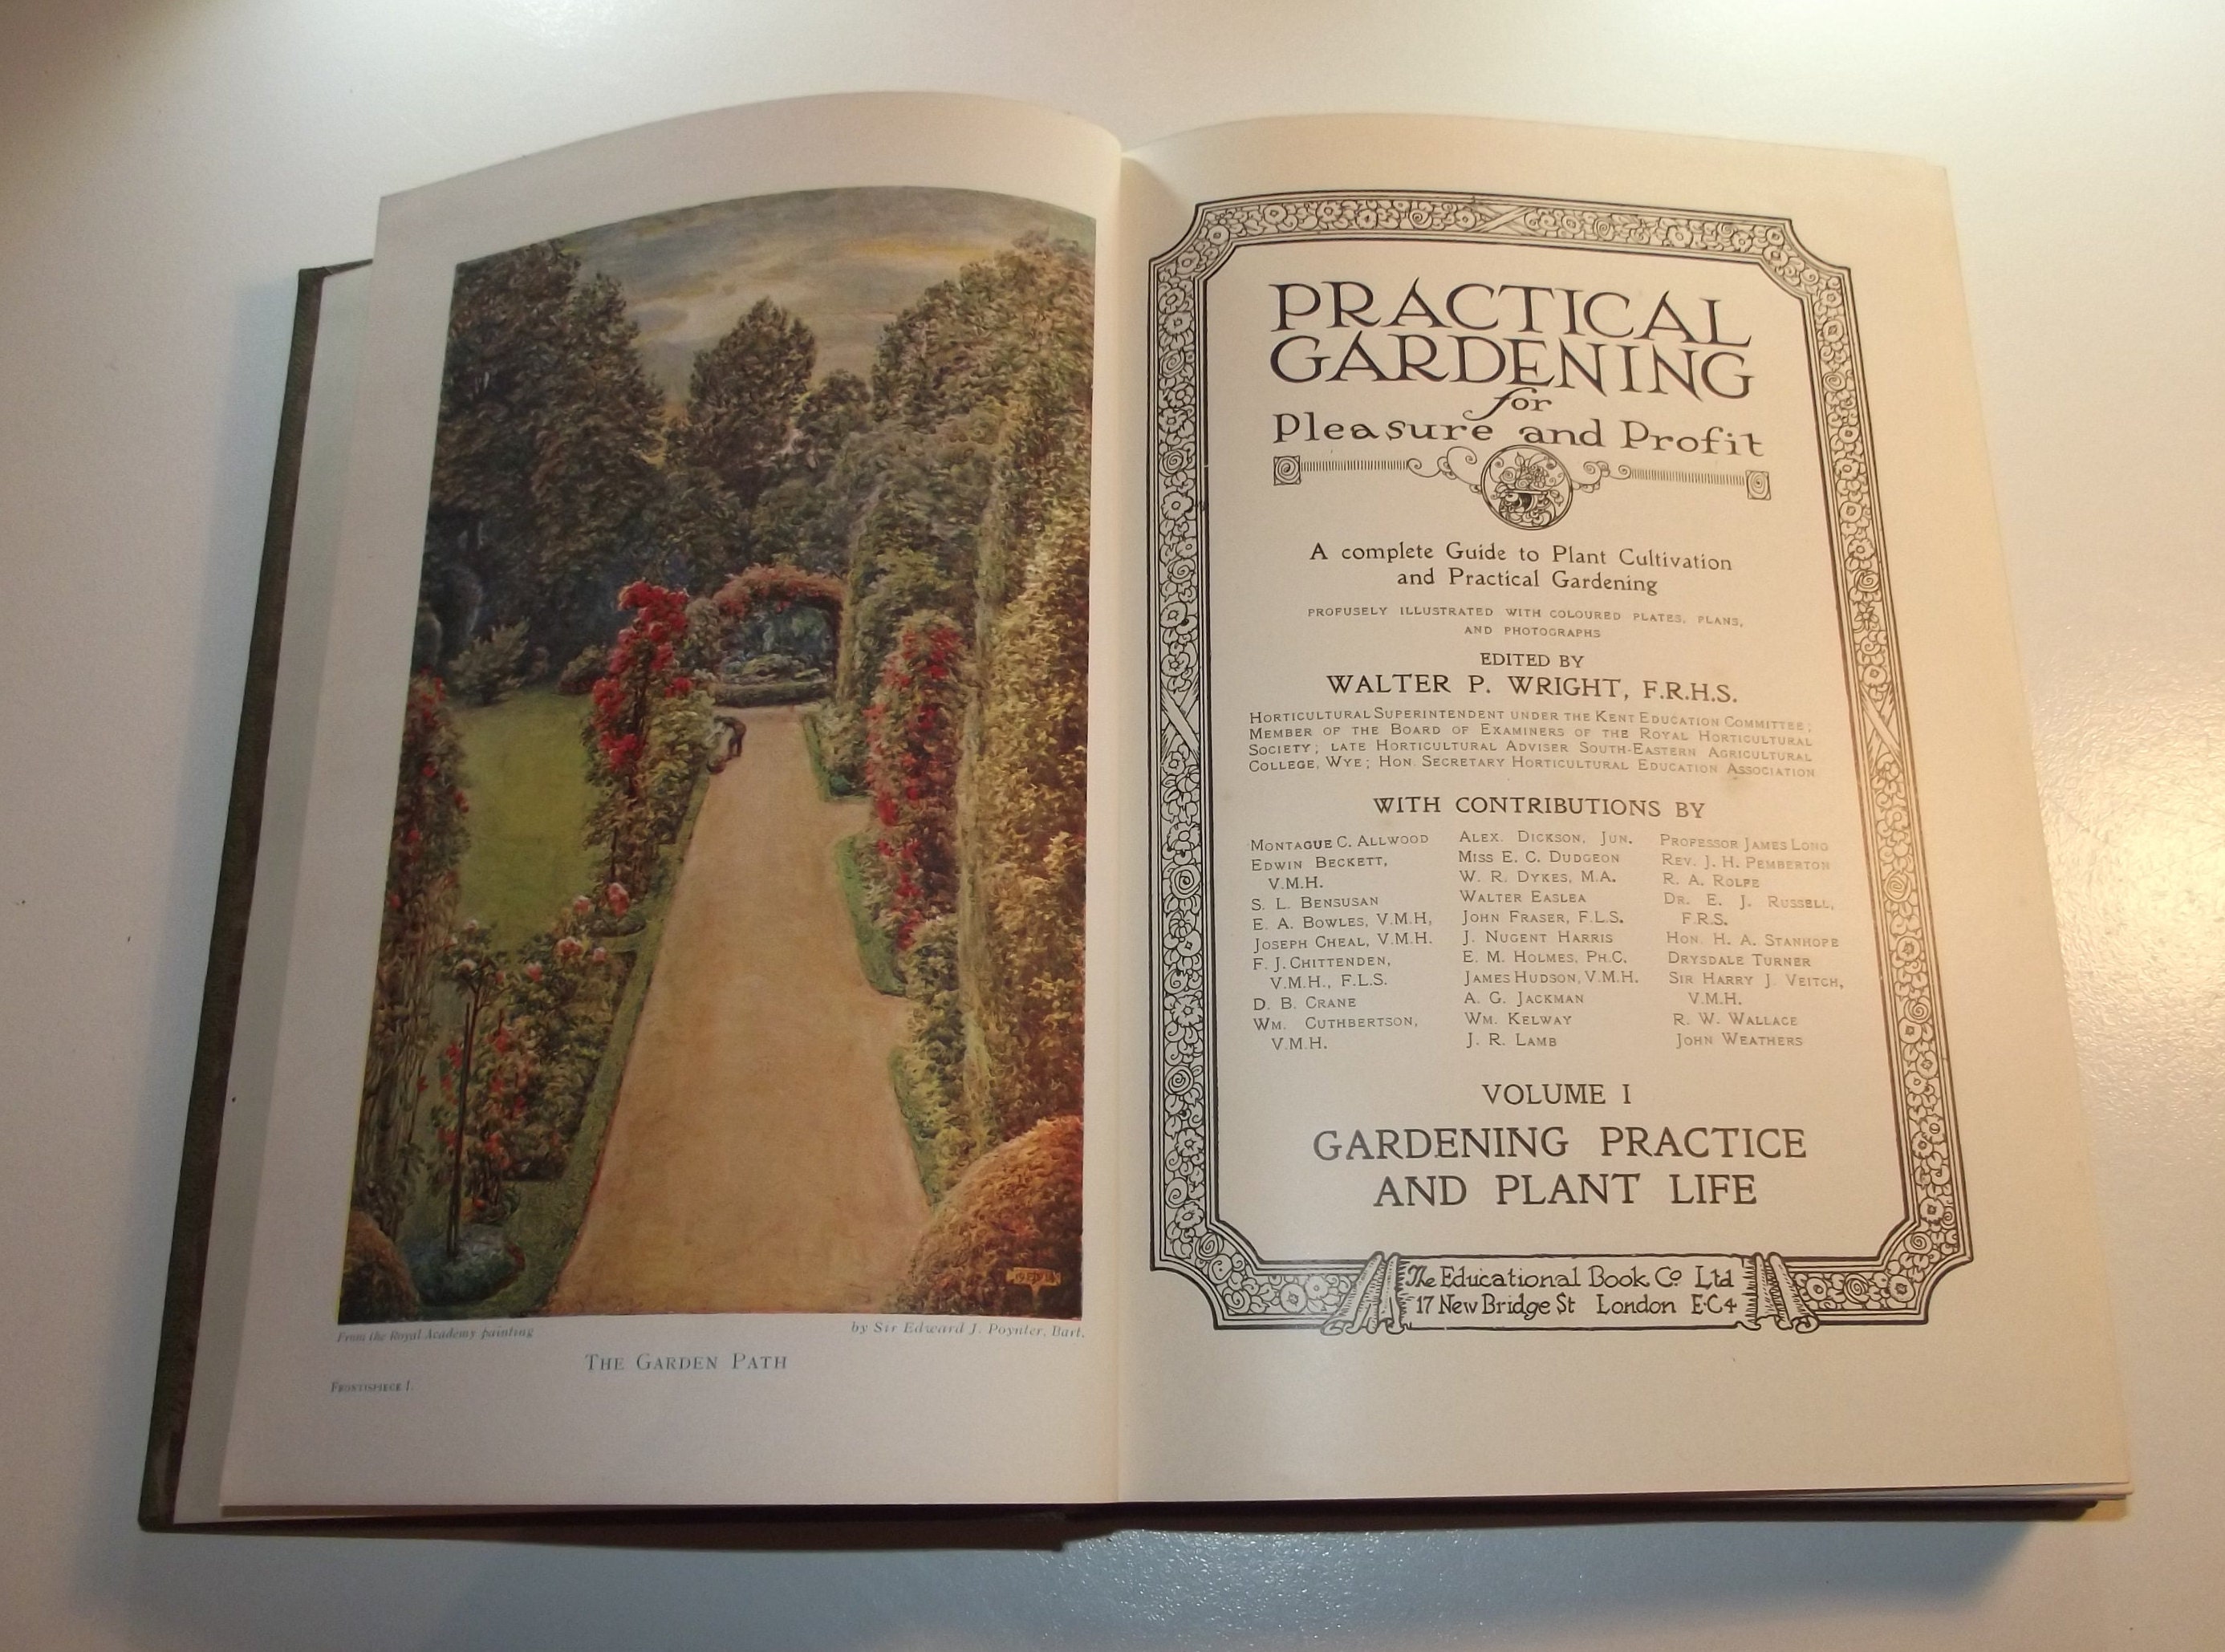 From the Royal Academy painting
by Sir Edward J. Poynter, Bart.
THE GARDEN PATH
FRONTISPIECE I.
PRACTICAL
GARDENING
for
Pleasure and Profit
A complete Guide to Plant Cultivation
and Practical Gardening
PROFUSELY ILLUSTRATED WITH COLOURED PLATES, PLANS,
AND PHOTOGRAPHS
EDITED BY
WALTER P. WRIGHT, F.R.H.S.
HORTICULTURAL SUPERINTENDENT UNDER THE KENT EDUCATION COMMITTEE;
MEMBER OF THE BOARD OF EXAMINERS OF THE ROYAL HORTICULTURAL
SOCIETY; LATE HORTICULTURAL ADVISER SOUTH-EASTERN AGRICULTURAL
COLLEGE, WYE; HON. SECRETARY HORTICULTURAL EDUCATION ASSOCIATION
WITH CONTRIBUTIONS BY
MONTAGUE C. ALLWOOD
EDWIN BECKETT,
V.M.H.
S. L. BENSUSAN
E. A. BOWLES, V.M.H,
JOSEPH CHEAL, V.M.H.
F. J. CHITTENDEN,
V.M.H., F.L.S.
D. B. CRANE
WM. CUTHBERTSON,
V.M.H.
ALEX. DICKSON, JUN.
MISS E. C. DUDGEON
W. R. DYKES, M.A.
WALTER EASLEA
JOHN FRASER, F.L.S.
J. NUGENT HARRIS
E. M. HOLMES, PH.C.
JAMES HUDSON, V.M.H.
A. G. JACKMAN
WM. KELWAY
J. R. LAMB
PROFESSOR JAMES LONG
REV. J. H. PEMBERTON
R. A. ROLFE
DR. E. J. RUSSELL,
F.R.S.
HON. H. A. STANHOPE
DRYSDALE TURNER
SIR HARRY J. VEITCH,
V.M.H.
R. W. WALLACE
JOHN WEATHERS
VOLUME I
GARDENING PRACTICE
AND PLANT LIFE
The Educational Book Co Ltd
17 New Bridge St London E·C4